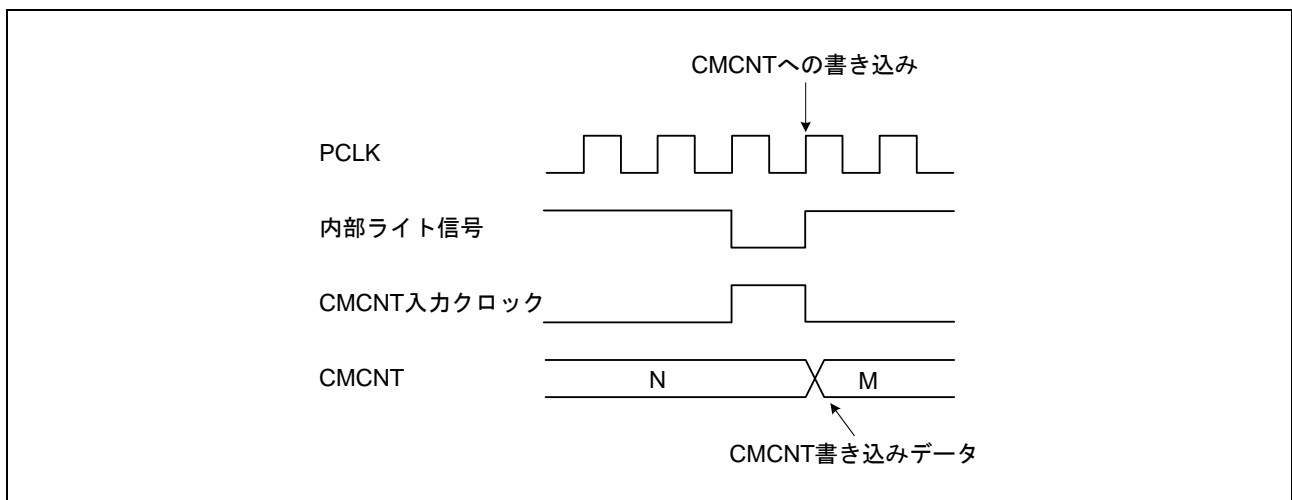 CMCNTへの書き込み
PCLK
内部ライト信号
CMCNT入力クロック
CMCNT
N
M
CMCNT書き込みデータ